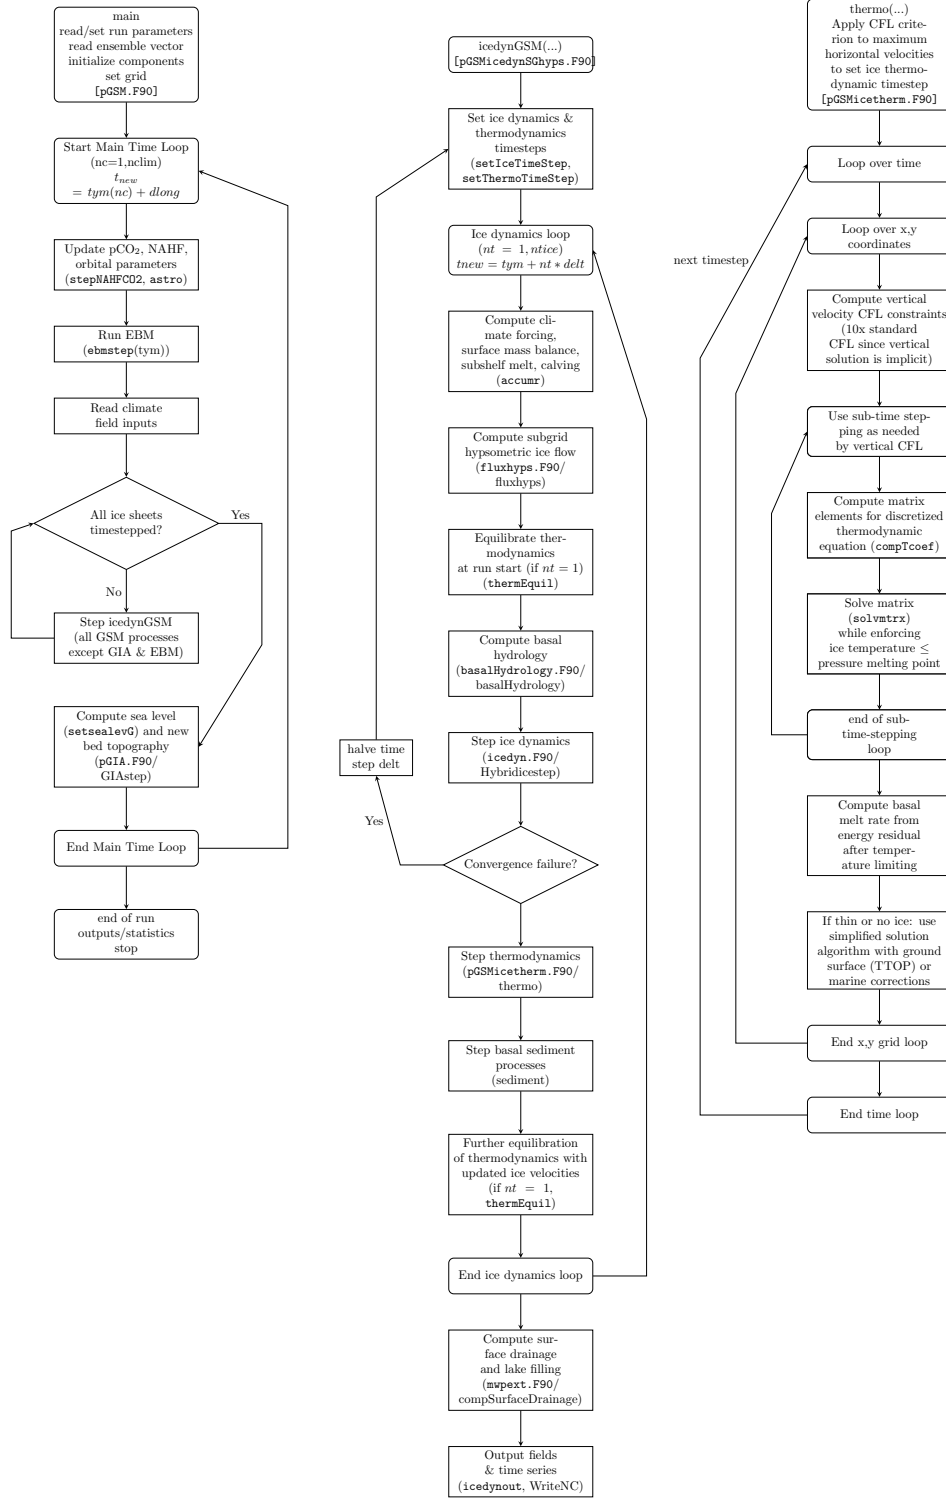 main
read/set run parameters
read ensemble vector
initialize components
set grid
[pGSM.F90]
Start Main Time Loop
(nc=1,nclim)
t_new
= tym(nc) + dlong
Update pCO₂, NAHF,
orbital parameters
(stepNAHFCO2, astro)
Run EBM
(ebmstep(tym))
Read climate
field inputs
All ice sheets
timestepped?
Yes
No
Step icedynGSM
(all GSM processes
except GIA & EBM)
Compute sea level
(setsealevG) and new
bed topography
(pGIA.F90/
GIAstep)
End Main Time Loop
end of run
outputs/statistics
stop
icedynGSM(...)
[pGSMicedynSGhyps.F90]
Set ice dynamics &
thermodynamics
timesteps
(setIceTimeStep,
setThermoTimeStep)
Ice dynamics loop
(nt = 1, ntice)
tnew = tym + nt * delt
Compute cli-
mate forcing,
surface mass balance,
subshelf melt, calving
(accumr)
Compute subgrid
hypsometric ice flow
(fluxhyps.F90/
fluxhyps)
Equilibrate ther-
modynamics
at run start (if nt = 1)
(thermEquil)
Compute basal
hydrology
(basalHydrology.F90/
basalHydrology)
Step ice dynamics
(icedyn.F90/
Hybridicestep)
halve time
step delt
Yes
Convergence failure?
Step thermodynamics
(pGSMicetherm.F90/
thermo)
Step basal sediment
processes
(sediment)
Further equilibration
of thermodynamics with
updated ice velocities
(if nt = 1,
thermEquil)
End ice dynamics loop
Compute sur-
face drainage
and lake filling
(mwpext.F90/
compSurfaceDrainage)
Output fields
& time series
(icedynout, WriteNC)
thermo(...)
Apply CFL crite-
rion to maximum
horizontal velocities
to set ice thermo-
dynamic timestep
[pGSMicetherm.F90]
Loop over time
Loop over x,y
coordinates
next timestep
Compute vertical
velocity CFL constraints
(10x standard
CFL since vertical
solution is implicit)
Use sub-time step-
ping as needed
by vertical CFL
Compute matrix
elements for discretized
thermodynamic
equation (compTcoef)
Solve matrix
(solvmtrx)
while enforcing
ice temperature ≤
pressure melting point
end of sub-
time-stepping
loop
Compute basal
melt rate from
energy residual
after temper-
ature limiting
If thin or no ice: use
simplified solution
algorithm with ground
surface (TTOP) or
marine corrections
End x,y grid loop
End time loop